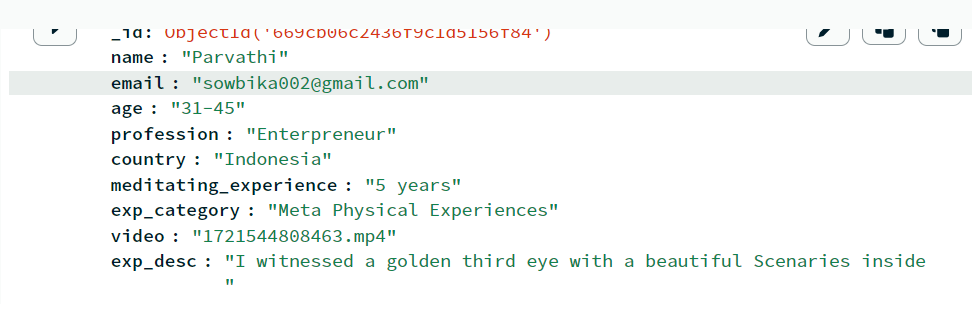 _id: ObjectId('669cb06c2436f9c1d5156f84')
name : "Parvathi"
email : "sowbika002@gmail.com"
age : "31-45"
profession : "Enterpreneur"
country : "Indonesia"
meditating_experience : "5 years"
exp_category : "Meta Physical Experiences"
video : "1721544808463.mp4"
exp_desc : "I witnessed a golden third eye with a beautiful Scenaries inside
"